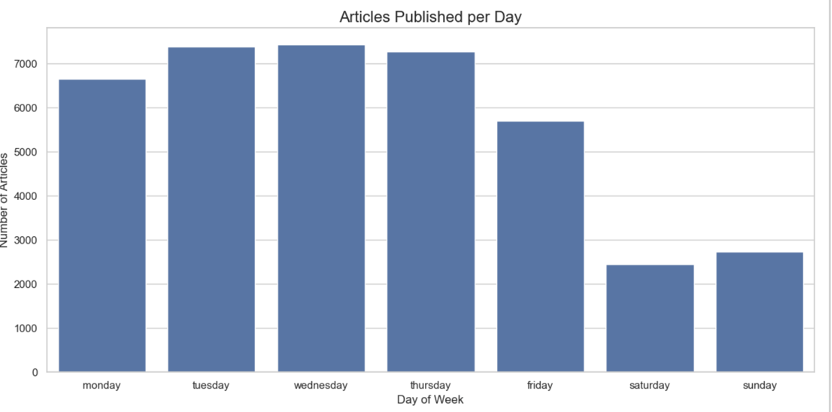 Articles Published per Day
Number of Articles
7000
6000
5000
4000
3000
2000
1000
0
monday tuesday wednesday thursday friday saturday sunday
Day of Week